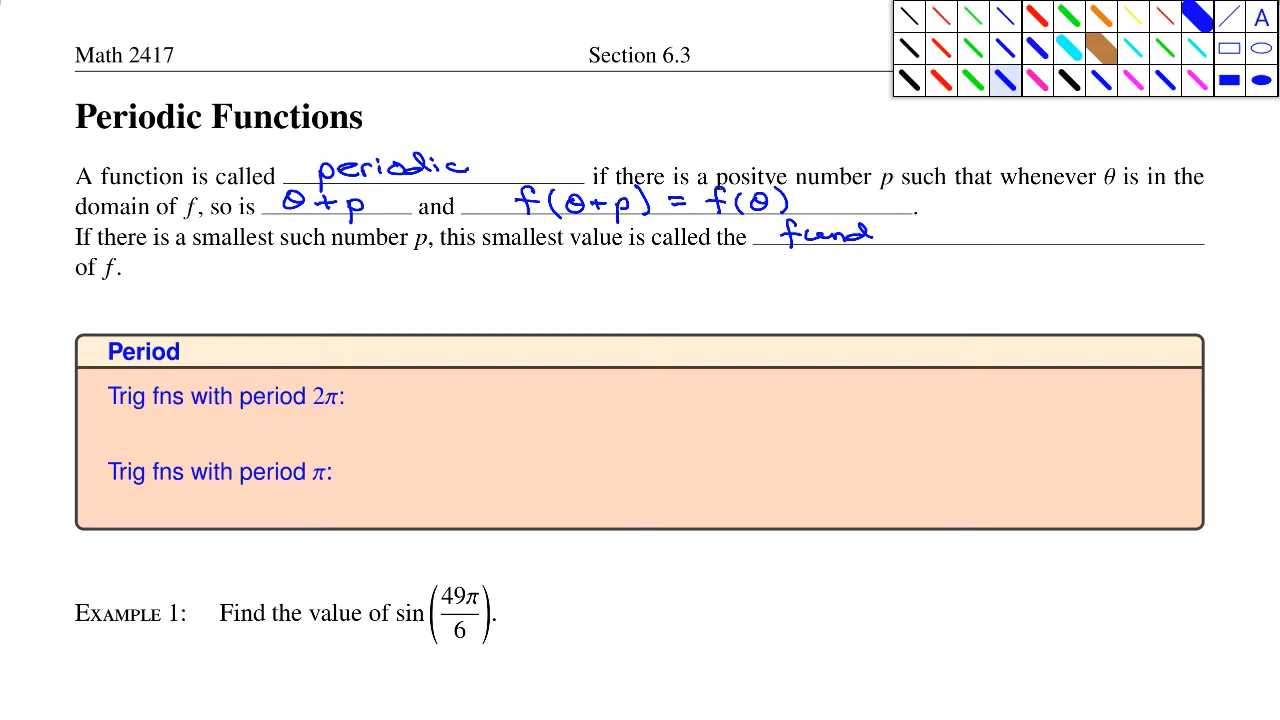 Math 2417 Section 6.3
A
Periodic Functions
A function is called periodic if there is a positve number p such that whenever θ is in the
domain of f, so is θ + p and f(θ+p) = f(θ).
If there is a smallest such number p, this smallest value is called the fund
of f.
Period
Trig fns with period 2π:
Trig fns with period π:
Example 1: Find the value of sin(49π/6).